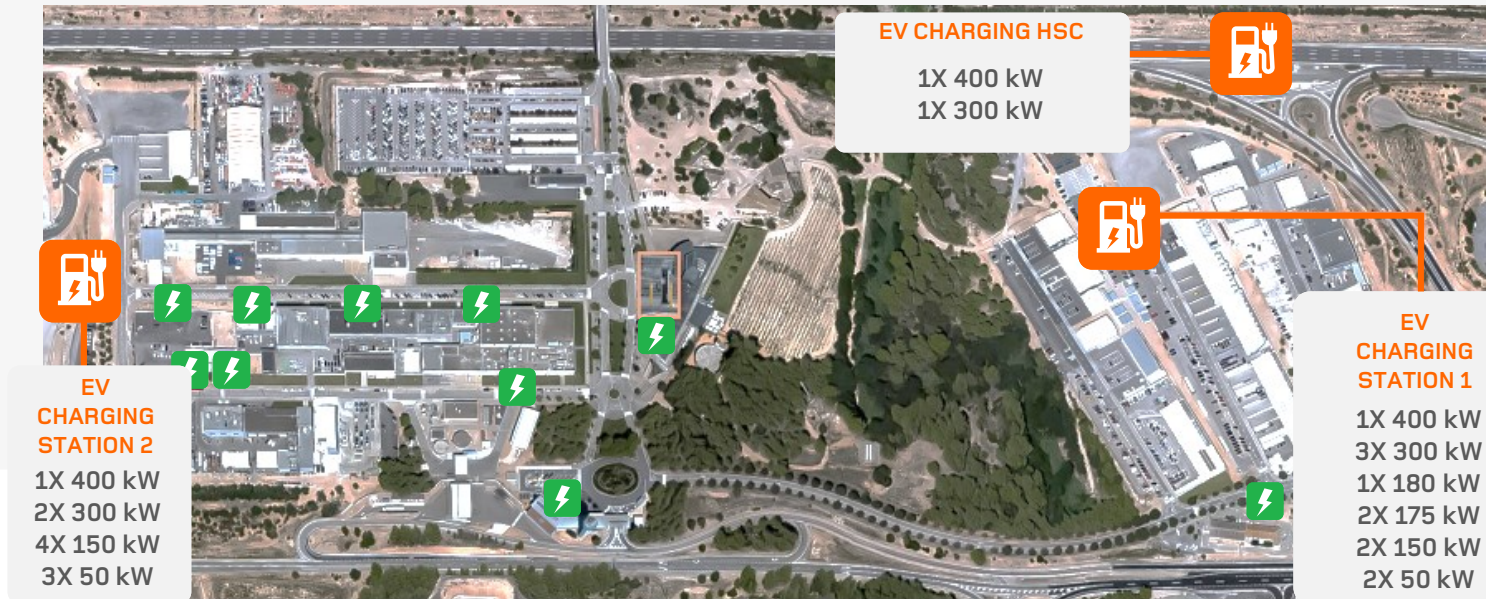 EV CHARGING HSC
1X 400 kW
1X 300 kW
EV
CHARGING
STATION 2
1X 400 kW
2X 300 kW
4X 150 kW
3X 50 kW
EV
CHARGING
STATION 1
1X 400 kW
3X 300 kW
1X 180 kW
2X 175 kW
2X 150 kW
2X 50 kW